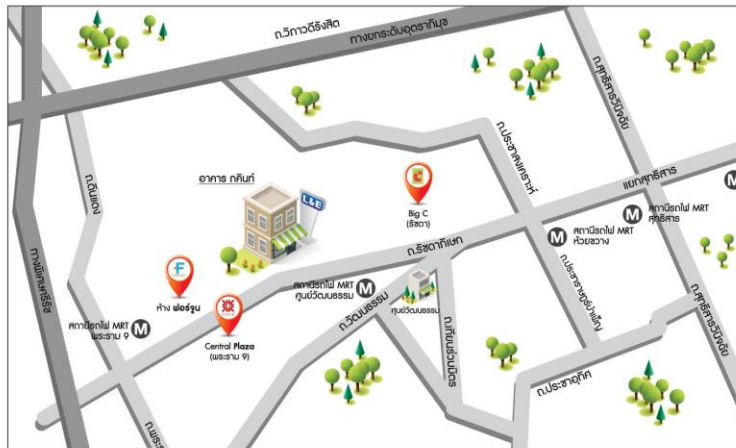 ถ.วิภาวดีรังสิต
ทางยกระดับอุตราภิมุข
ถ.สุทธิสารวินิจฉัย
ถ.ดินแดง
อาคาร กคินท์
L&E
Big C
(รัชดา)
ถ.ประชาสงเคราะห์
แยกสุทธิสาร
M
สถานีรถไฟ MRT
สุทธิสาร
M
M
สถานีรถไฟ MRT
ห้วยขวาง
ถ.รัชดาภิเษก
ทางพิเศษศรีรัช
F
ห้าง ฟอร์จูน
สถานีรถไฟ MRT
ศูนย์วัฒนธรรม
M
ศูนย์วัฒนธรรม
ถ.วัฒนธรรม
ถ.เทียมร่วมมิตร
ถ.ประชาราษฎร์บำเพ็ญ
ถ.สุทธิสารวินิจฉัย
สถานีรถไฟ MRT
พระราม 9
M
Central Plaza
(พระราม 9)
ถ.ประชาอุทิศ